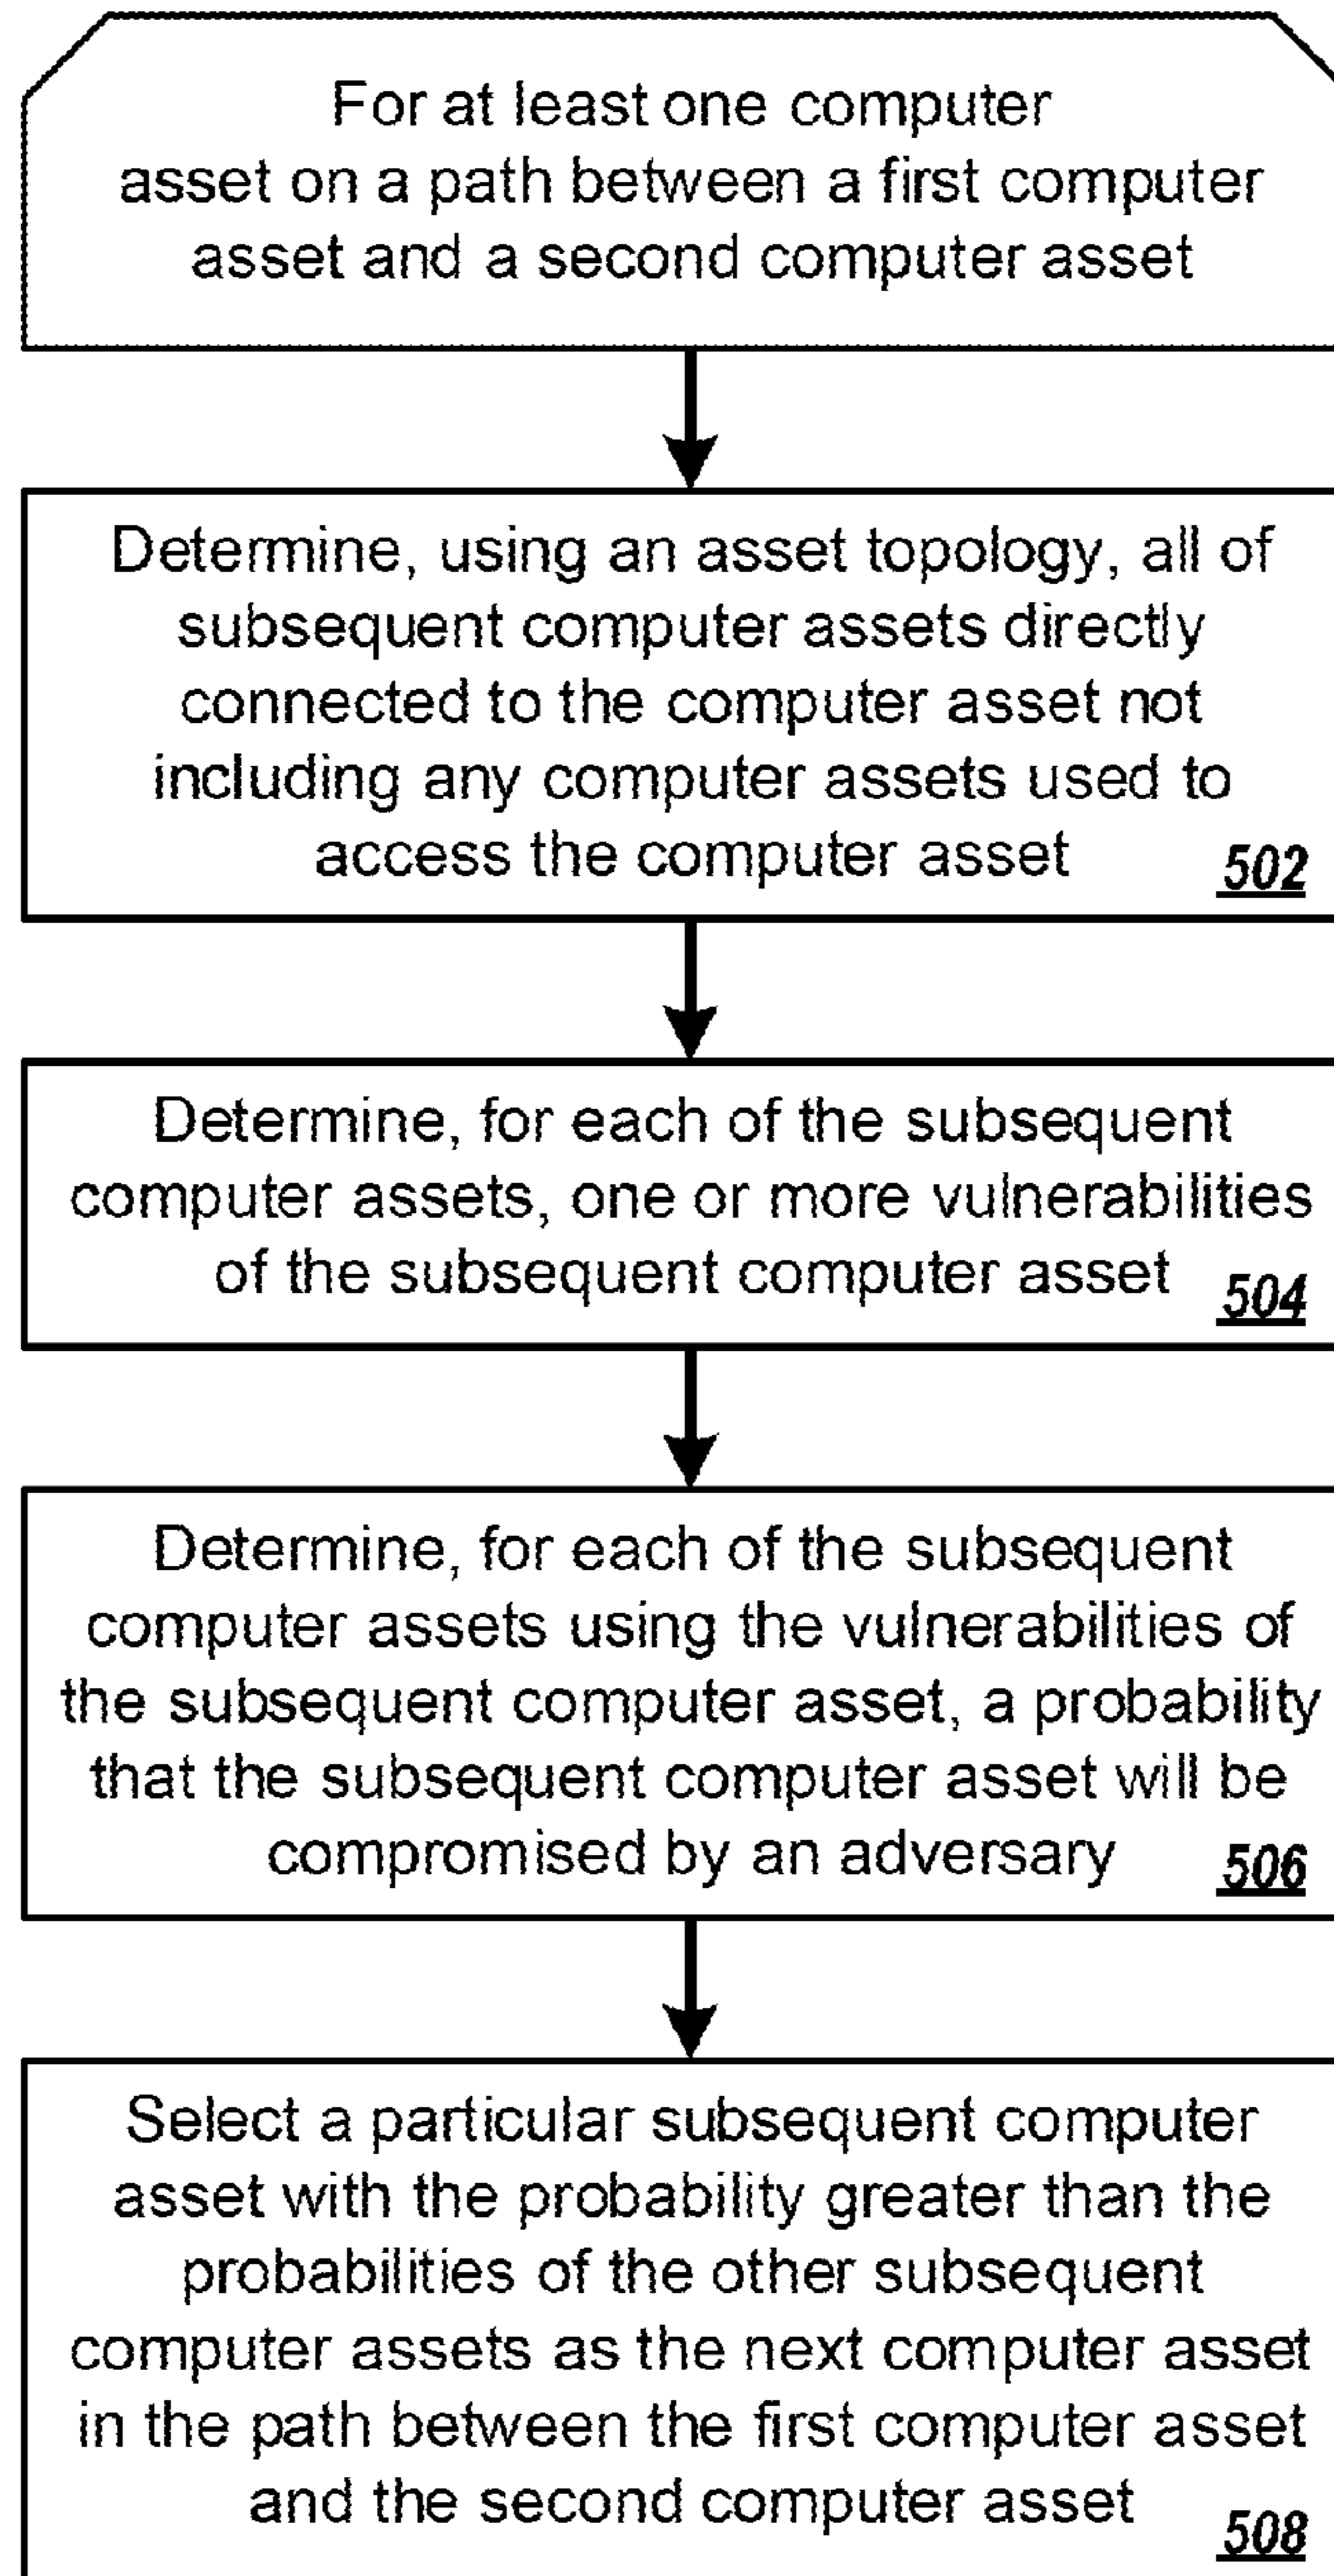 For at least one computer
asset on a path between a first computer
asset and a second computer asset
Determine, using an asset topology, all of
subsequent computer assets directly
connected to the computer asset not
including any computer assets used to
access the computer asset 502
Determine, for each of the subsequent
computer assets, one or more vulnerabilities
of the subsequent computer asset 504
Determine, for each of the subsequent
computer assets using the vulnerabilities of
the subsequent computer asset, a probability
that the subsequent computer asset will be
compromised by an adversary 506
Select a particular subsequent computer
asset with the probability greater than the
probabilities of the other subsequent
computer assets as the next computer asset
in the path between the first computer asset
and the second computer asset 508